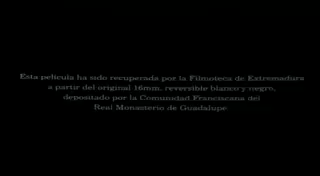 Esta película ha sido recuperada por la Filmoteca de Extremadura
a partir del original 16mm. reversible blanco y negro,
depositado por la Comunidad Franciscana del
Real Monasterio de Guadalupe